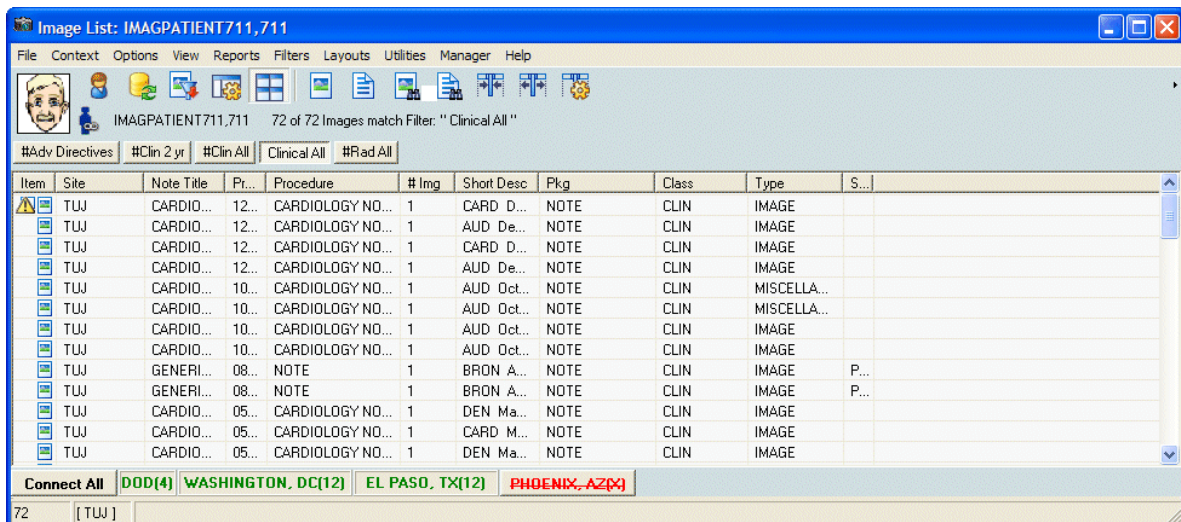 Image List: IMAGPATIENT711,711
File Context Options View Reports Filters Layouts Utilities Manager Help
IMAGPATIENT711,711 72 of 72 Images match Filter: " Clinical All "
#Adv Directives #Clin 2 yr #Clin All Clinical All #Rad All
Item Site Note Title Pr... Procedure # Img Short Desc Pkg Class Type S...
TUJ CARDIO... 12... CARDIOLOGY NO... 1 CARD D... NOTE CLIN IMAGE
TUJ CARDIO... 12... CARDIOLOGY NO... 1 AUD De... NOTE CLIN IMAGE
TUJ CARDIO... 12... CARDIOLOGY NO... 1 CARD D... NOTE CLIN IMAGE
TUJ CARDIO... 12... CARDIOLOGY NO... 1 AUD De... NOTE CLIN IMAGE
TUJ CARDIO... 10... CARDIOLOGY NO... 1 AUD Oct... NOTE CLIN MISCELLA...
TUJ CARDIO... 10... CARDIOLOGY NO... 1 AUD Oct... NOTE CLIN MISCELLA...
TUJ CARDIO... 10... CARDIOLOGY NO... 1 AUD Oct... NOTE CLIN IMAGE
TUJ CARDIO... 10... CARDIOLOGY NO... 1 AUD Oct... NOTE CLIN IMAGE
TUJ GENERI... 08... NOTE 1 BRON A... NOTE CLIN IMAGE P...
TUJ GENERI... 08... NOTE 1 BRON A... NOTE CLIN IMAGE P...
TUJ CARDIO... 05... CARDIOLOGY NO... 1 DEN Ma... NOTE CLIN IMAGE
TUJ CARDIO... 05... CARDIOLOGY NO... 1 CARD M... NOTE CLIN IMAGE
TUJ CARDIO... 05... CARDIOLOGY NO... 1 DEN Ma... NOTE CLIN IMAGE
Connect All DOD(4) WASHINGTON, DC(12) EL PASO, TX(12) PHOENIX, AZ(X)
72 [ TUJ ]